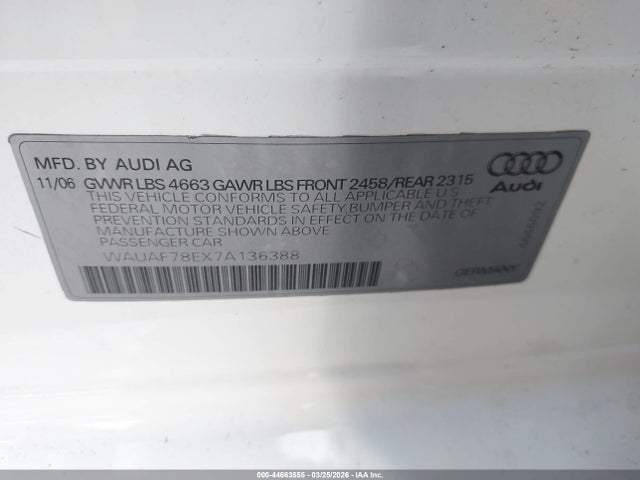 MFD. BY AUDI AG
11/06 GVWR LBS 4663 GAWR LBS FRONT 2458/REAR 2315
THIS VEHICLE CONFORMS TO ALL APPLICABLE U.S.
FEDERAL MOTOR VEHICLE SAFETY, BUMPER AND THEFT
PREVENTION STANDARDS IN EFFECT ON THE DATE OF
MANUFACTURE SHOWN ABOVE
PASSENGER CAR
WAUAF78EX7A136388
Audi
GERMANY
000-44663555 | 03/25/2026 | IAA, Inc.